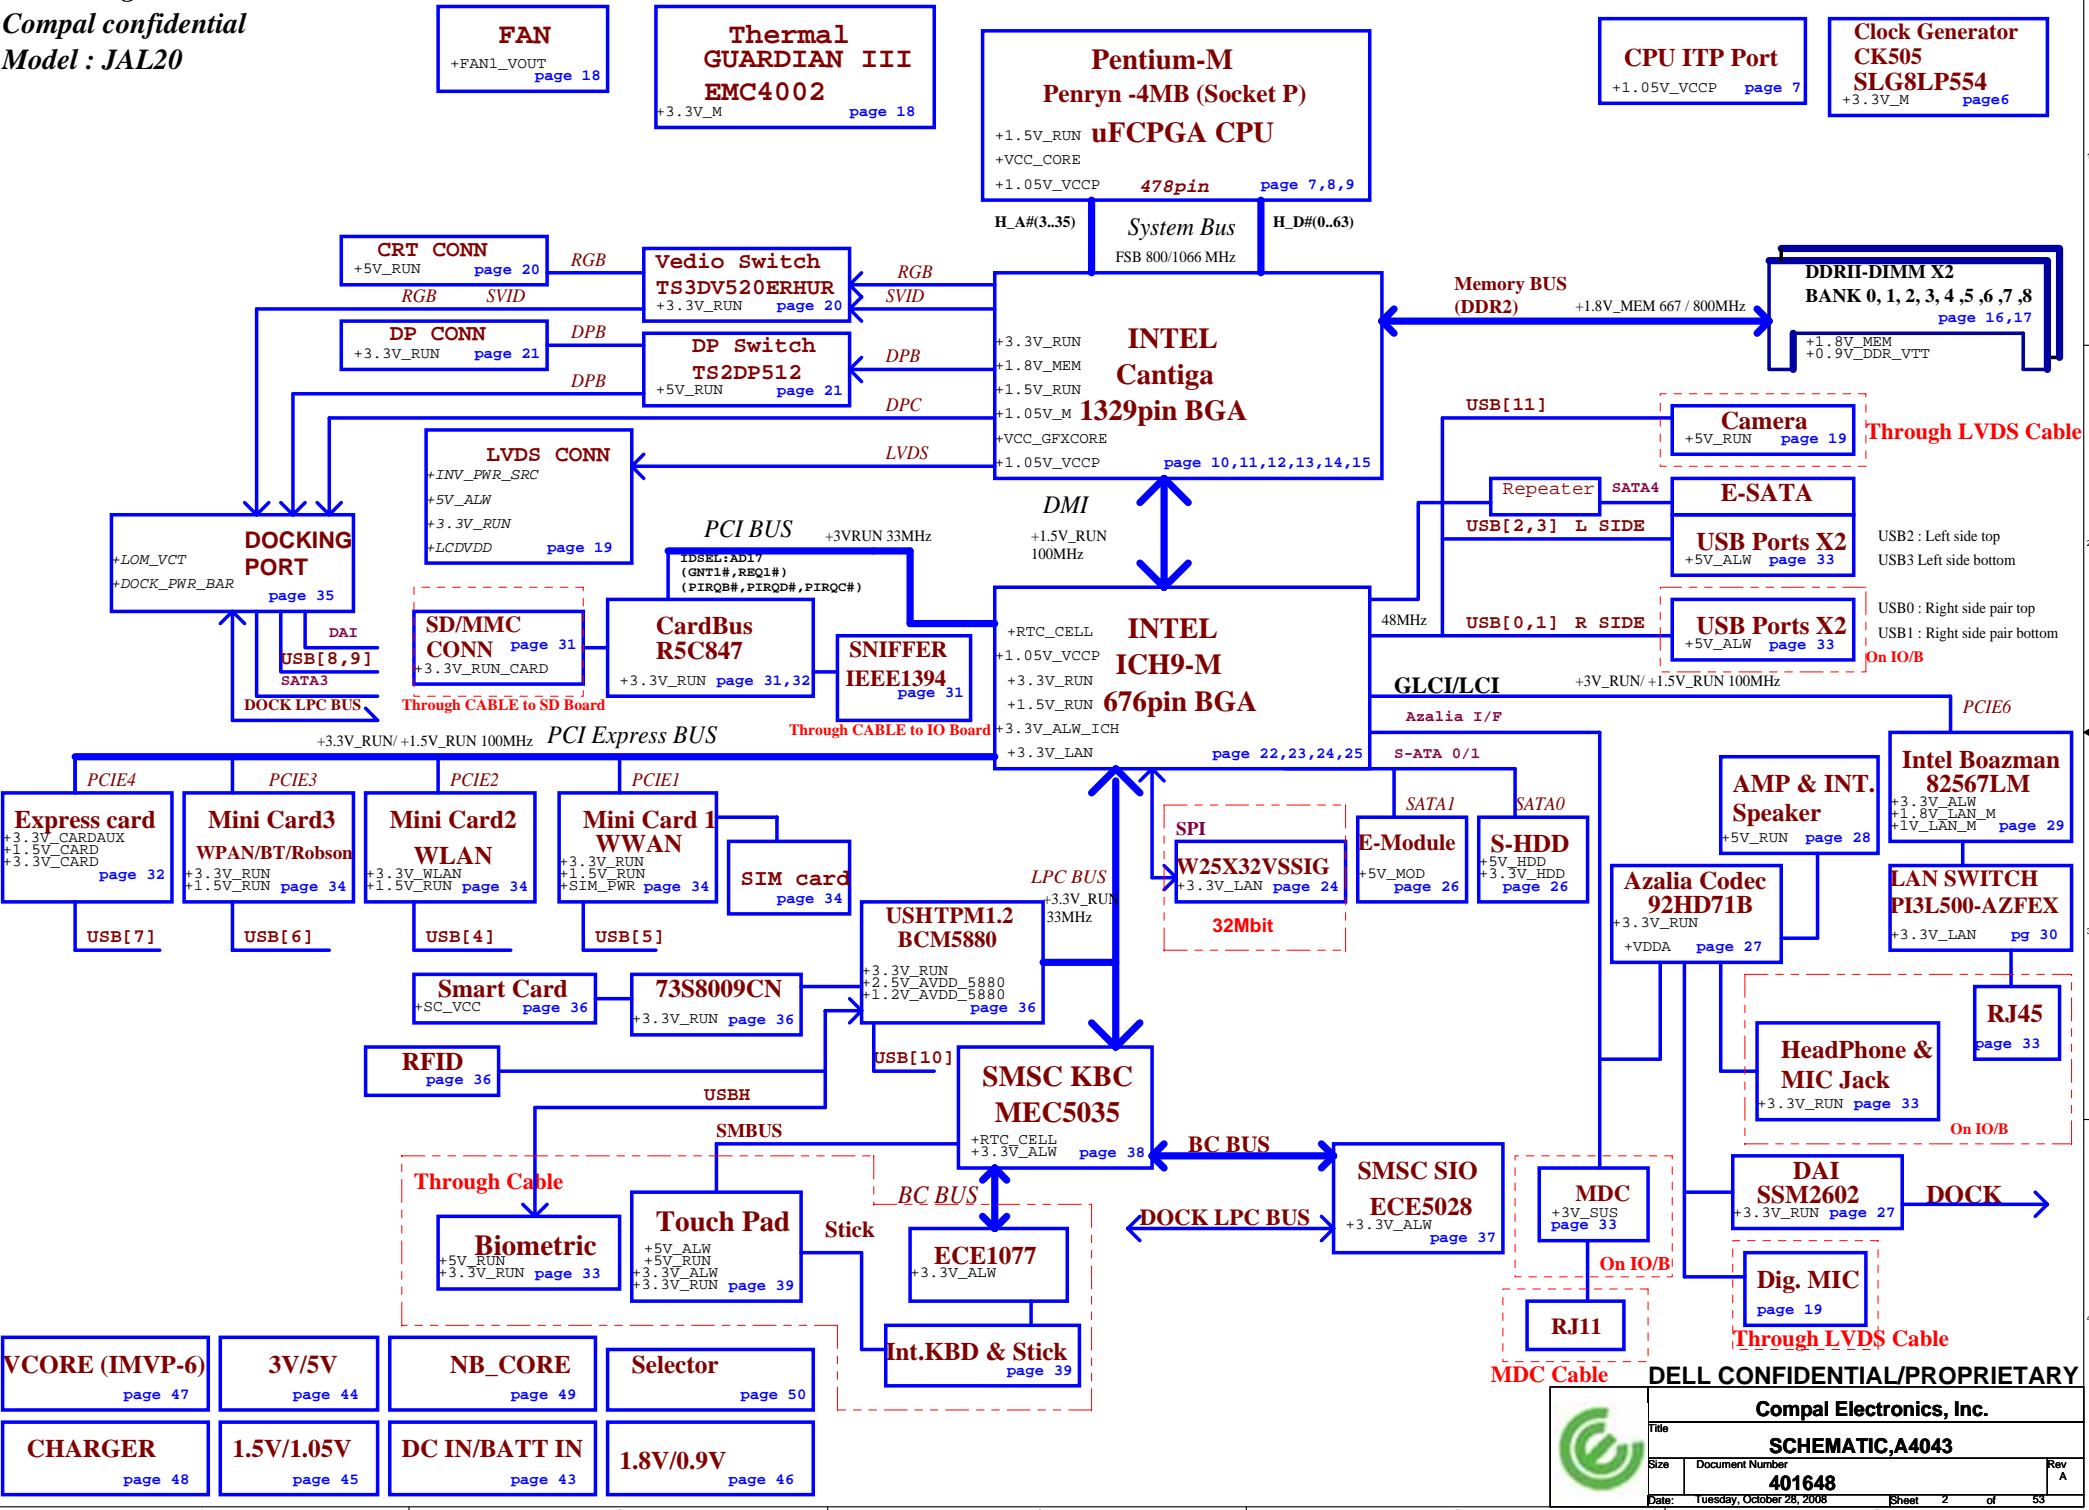 Compal confidential
Model : JAL20
FAN
+FAN1_VOUT
page 18
Thermal
GUARDIAN III
EMC4002
+3.3V_M
page 18
Pentium-M
Penryn -4MB (Socket P)
+1.5V_RUN uFCPGA CPU
+VCC_CORE
+1.05V_VCCP 478pin page 7,8,9
CPU ITP Port
+1.05V_VCCP page 7
Clock Generator
CK505
SLG8LP554
+3.3V_M page6
H_A#(3..35) System Bus H_D#(0..63)
FSB 800/1066 MHz
CRT CONN
+5V_RUN page 20
RGB
Vedio Switch
TS3DV520ERHUR
+3.3V_RUN page 20
RGB
SVID
RGB SVID
DP CONN
+3.3V_RUN page 21
DPB
DPB
DP Switch
TS2DP512
+5V_RUN page 21
DPB
DPC
LVDS
INTEL
Cantiga
1329pin BGA
+3.3V_RUN
+1.8V_MEM
+1.5V_RUN
+1.05V_M
+VCC_GFXCORE
+1.05V_VCCP page 10,11,12,13,14,15
Memory BUS
(DDR2)
+1.8V_MEM 667 / 800MHz
DDRII-DIMM X2
BANK 0, 1, 2, 3, 4 ,5 ,6 ,7 ,8
page 16,17
+1.8V_MEM
+0.9V_DDR_VTT
LVDS CONN
+INV_PWR_SRC
+5V_ALW
+3.3V_RUN
+LCDVDD page 19
USB[11]
Camera
+5V_RUN page 19
Through LVDS Cable
Repeater SATA4
E-SATA
USB[2,3] L SIDE
USB Ports X2
+5V_ALW page 33
USB2 : Left side top
USB3 Left side bottom
48MHz
USB[0,1] R SIDE
USB Ports X2
+5V_ALW page 33
On IO/B
USB0 : Right side pair top
USB1 : Right side pair bottom
DOCKING
PORT
+LOM_VCT
+DOCK_PWR_BAR
page 35
DAI
USB[8,9]
SATA3
DOCK LPC BUS
PCI BUS +3VRUN 33MHz
IDSEL:AD17
(GNT1#,REQ1#)
(PIRQB#,PIRQD#,PIRQC#)
DMI
+1.5V_RUN
100MHz
SD/MMC
CONN page 31
+3.3V_RUN_CARD
Through CABLE to SD Board
CardBus
R5C847
+3.3V_RUN page 31,32
SNIFFER
IEEE1394
page 31
Through CABLE to IO Board
INTEL
ICH9-M
676pin BGA
+RTC_CELL
+1.05V_VCCP
+3.3V_RUN
+1.5V_RUN
+3.3V_ALW_ICH
+3.3V_LAN page 22,23,24,25
GLCI/LCI +3V_RUN/ +1.5V_RUN 100MHz
Azalia I/F
S-ATA 0/1
PCIE6
+3.3V_RUN/ +1.5V_RUN 100MHz PCI Express BUS
PCIE4 PCIE3 PCIE2 PCIE1
Express card
+3.3V_CARDAUX
+1.5V_CARD
+3.3V_CARD
page 32
USB[7]
Mini Card3
WPAN/BT/Robson
+3.3V_RUN
+1.5V_RUN page 34
USB[6]
Mini Card2
WLAN
+3.3V_WLAN
+1.5V_RUN page 34
USB[4]
Mini Card 1
WWAN
+3.3V_RUN
+1.5V_RUN
+SIM_PWR page 34
USB[5]
SIM card
page 34
LPC BUS
+3.3V_RUN
33MHz
SPI
W25X32VSSIG
+3.3V_LAN page 24
32Mbit
SATA1
E-Module
+5V_MOD
page 26
SATA0
S-HDD
+5V_HDD
+3.3V_HDD
page 26
AMP & INT.
Speaker
+5V_RUN page 28
Intel Boazman
82567LM
+3.3V_ALW
+1.8V_LAN_M
+1V_LAN_M page 29
Azalia Codec
92HD71B
+3.3V_RUN
+VDDA page 27
LAN SWITCH
PI3L500-AZFEX
+3.3V_LAN pg 30
USHTPM1.2
BCM5880
+3.3V_RUN
+2.5V_AVDD_5880
+1.2V_AVDD_5880
page 36
Smart Card
+SC_VCC page 36
73S8009CN
+3.3V_RUN page 36
RFID
page 36
USB[10]
USBH
SMBUS
SMSC KBC
MEC5035
+RTC_CELL
+3.3V_ALW page 38
RJ45
page 33
HeadPhone &
MIC Jack
+3.3V_RUN page 33
On IO/B
BC BUS
SMSC SIO
ECE5028
+3.3V_ALW
page 37
DOCK LPC BUS
MDC
+3V_SUS
page 33
On IO/B
RJ11
MDC Cable
DAI
SSM2602
+3.3V_RUN page 27
DOCK
Dig. MIC
page 19
Through LVDS Cable
Through Cable
Biometric
+5V_RUN
+3.3V_RUN page 33
Touch Pad
+5V_ALW
+5V_RUN
+3.3V_ALW
+3.3V_RUN page 39
Stick
BC BUS
ECE1077
+3.3V_ALW
Int.KBD & Stick
page 39
VCORE (IMVP-6)
page 47
3V/5V
page 44
NB_CORE
page 49
Selector
page 50
CHARGER
page 48
1.5V/1.05V
page 45
DC IN/BATT IN
page 43
1.8V/0.9V
page 46
DELL CONFIDENTIAL/PROPRIETARY
Compal Electronics, Inc.
Title
SCHEMATIC,A4043
Size Document Number Rev
401648 A
Date: Tuesday, October 28, 2008 Sheet 2 of 53